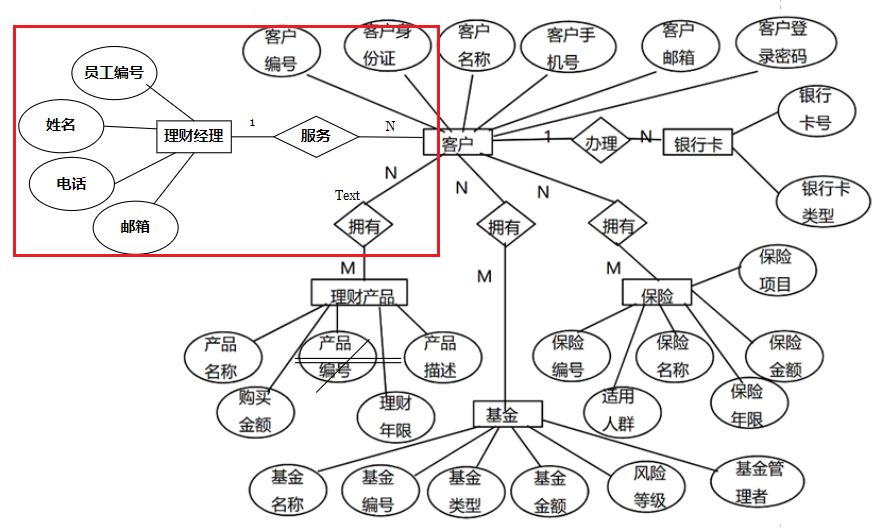 客户
编号
客户身
份证
客户
名称
客户手
机号
客户
邮箱
客户登
录密码
员工编号
姓名
电话
邮箱
理财经理
1
服务
N
客户
1
办理
N
银行卡
银行
卡号
银行卡
类型
N
Text
拥有
M
N
拥有
M
N
拥有
M
理财产品
产品
名称
购买
金额
产品
编号
理财
年限
产品
描述
保险
保险
项目
保险
编号
适用
人群
保险
名称
保险
年限
保险
金额
基金
基金
名称
基金
编号
基金
类型
基金
金额
风险
等级
基金管
理者